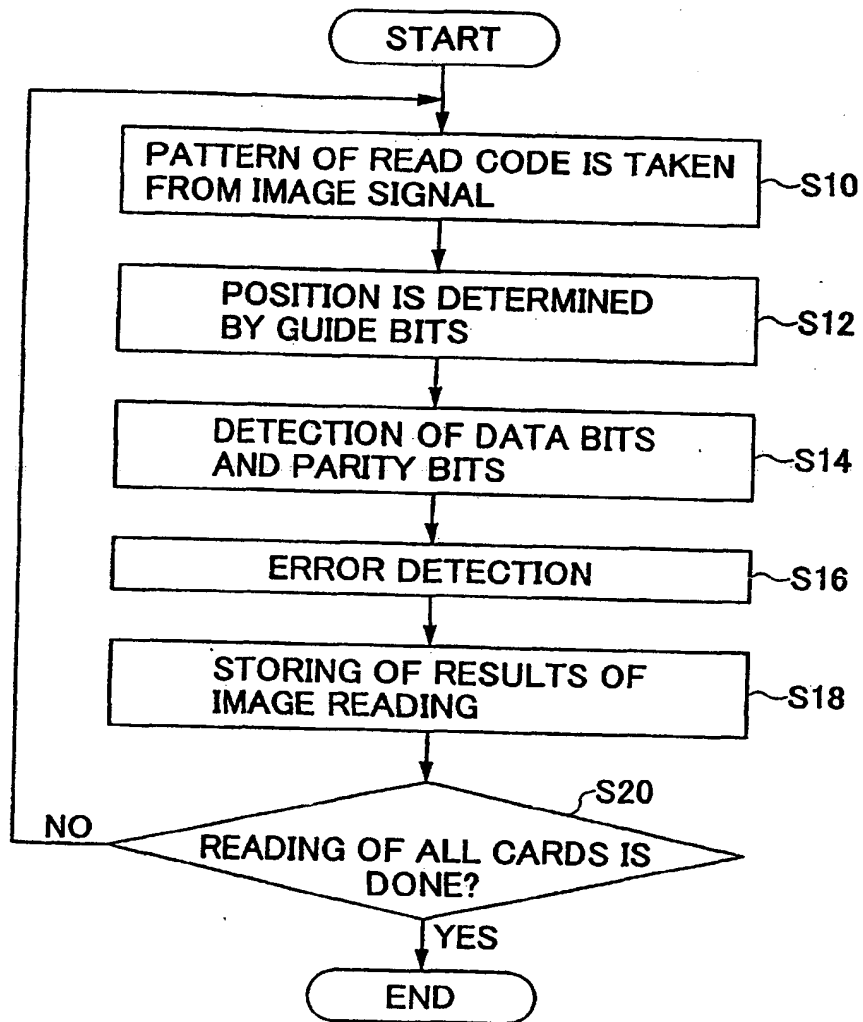 START
PATTERN OF READ CODE IS TAKEN
FROM IMAGE SIGNAL
S10
POSITION IS DETERMINED
BY GUIDE BITS
S12
DETECTION OF DATA BITS
AND PARITY BITS
S14
ERROR DETECTION
S16
STORING OF RESULTS OF
IMAGE READING
S18
S20
NO
READING OF ALL CARDS IS
DONE?
YES
END